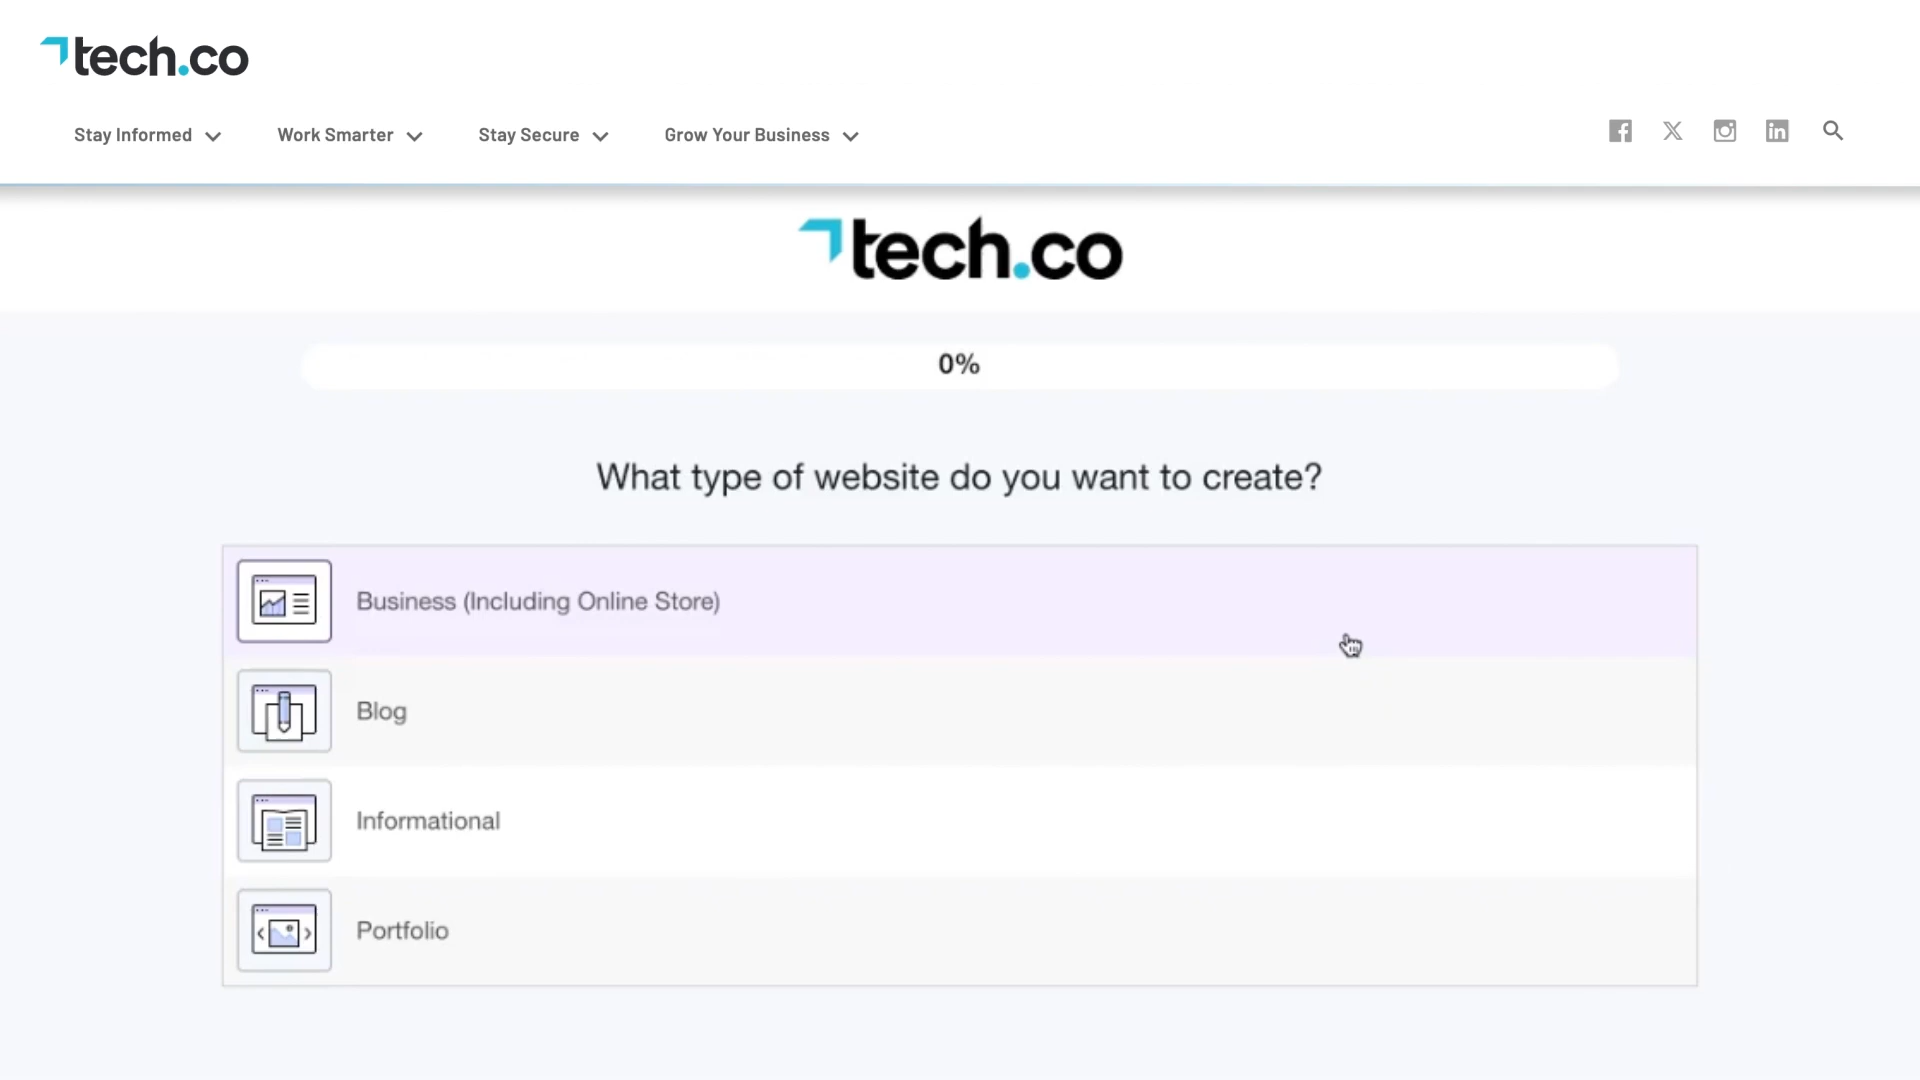 tech.co
Stay Informed Work Smarter Stay Secure Grow Your Business
tech.co
0%
What type of website do you want to create?
Business (Including Online Store)
Blog
Informational
Portfolio